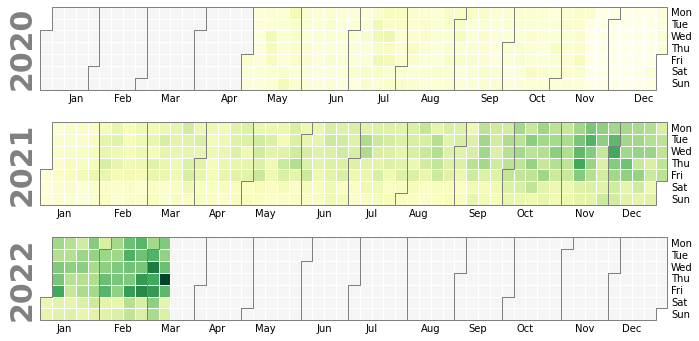 2020
Mon
Tue
Wed
Thu
Fri
Sat
Sun
Jan Feb Mar Apr May Jun Jul Aug Sep Oct Nov Dec
2021
Mon
Tue
Wed
Thu
Fri
Sat
Sun
Jan Feb Mar Apr May Jun Jul Aug Sep Oct Nov Dec
2022
Mon
Tue
Wed
Thu
Fri
Sat
Sun
Jan Feb Mar Apr May Jun Jul Aug Sep Oct Nov Dec